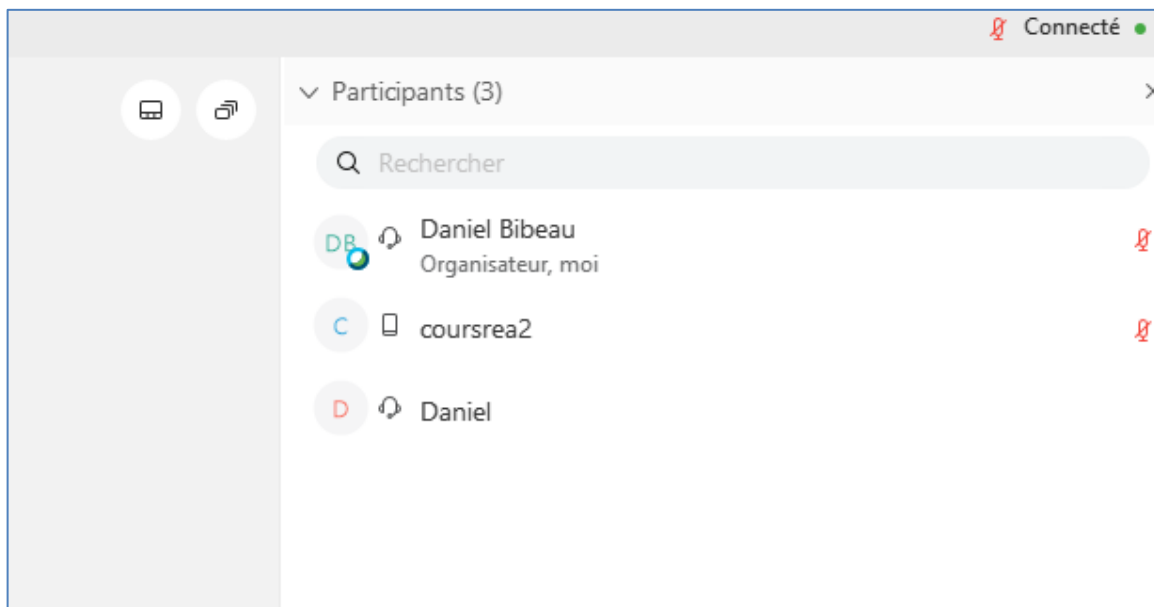 Connecté
Participants (3)
Rechercher
DB
Daniel Bibeau
Organisateur, moi
C
coursrea2
D
Daniel